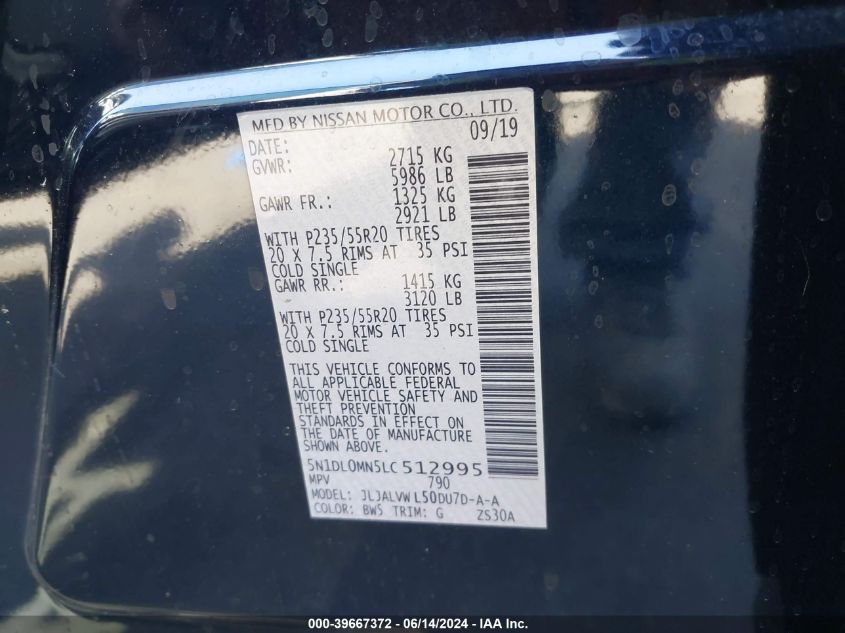 MFD BY NISSAN MOTOR CO., LTD.
DATE: 09/19
GVWR: 2715 KG
5986 LB
GAWR FR.: 1325 KG
2921 LB
WITH P235/55R20 TIRES
20 X 7.5 RIMS AT 35 PSI
COLD SINGLE
GAWR RR.: 1415 KG
3120 LB
WITH P235/55R20 TIRES
20 X 7.5 RIMS AT 35 PSI
COLD SINGLE
THIS VEHICLE CONFORMS TO
ALL APPLICABLE FEDERAL
MOTOR VEHICLE SAFETY AND
THEFT PREVENTION
STANDARDS IN EFFECT ON
THE DATE OF MANUFACTURE
SHOWN ABOVE.
5N1DL0MN5LC512995
MPV 790
MODEL: JLJALVWL50DU7D-A-A
COLOR: BW5 TRIM: G ZS30A
000-39667372 - 06/14/2024 - IAA Inc.